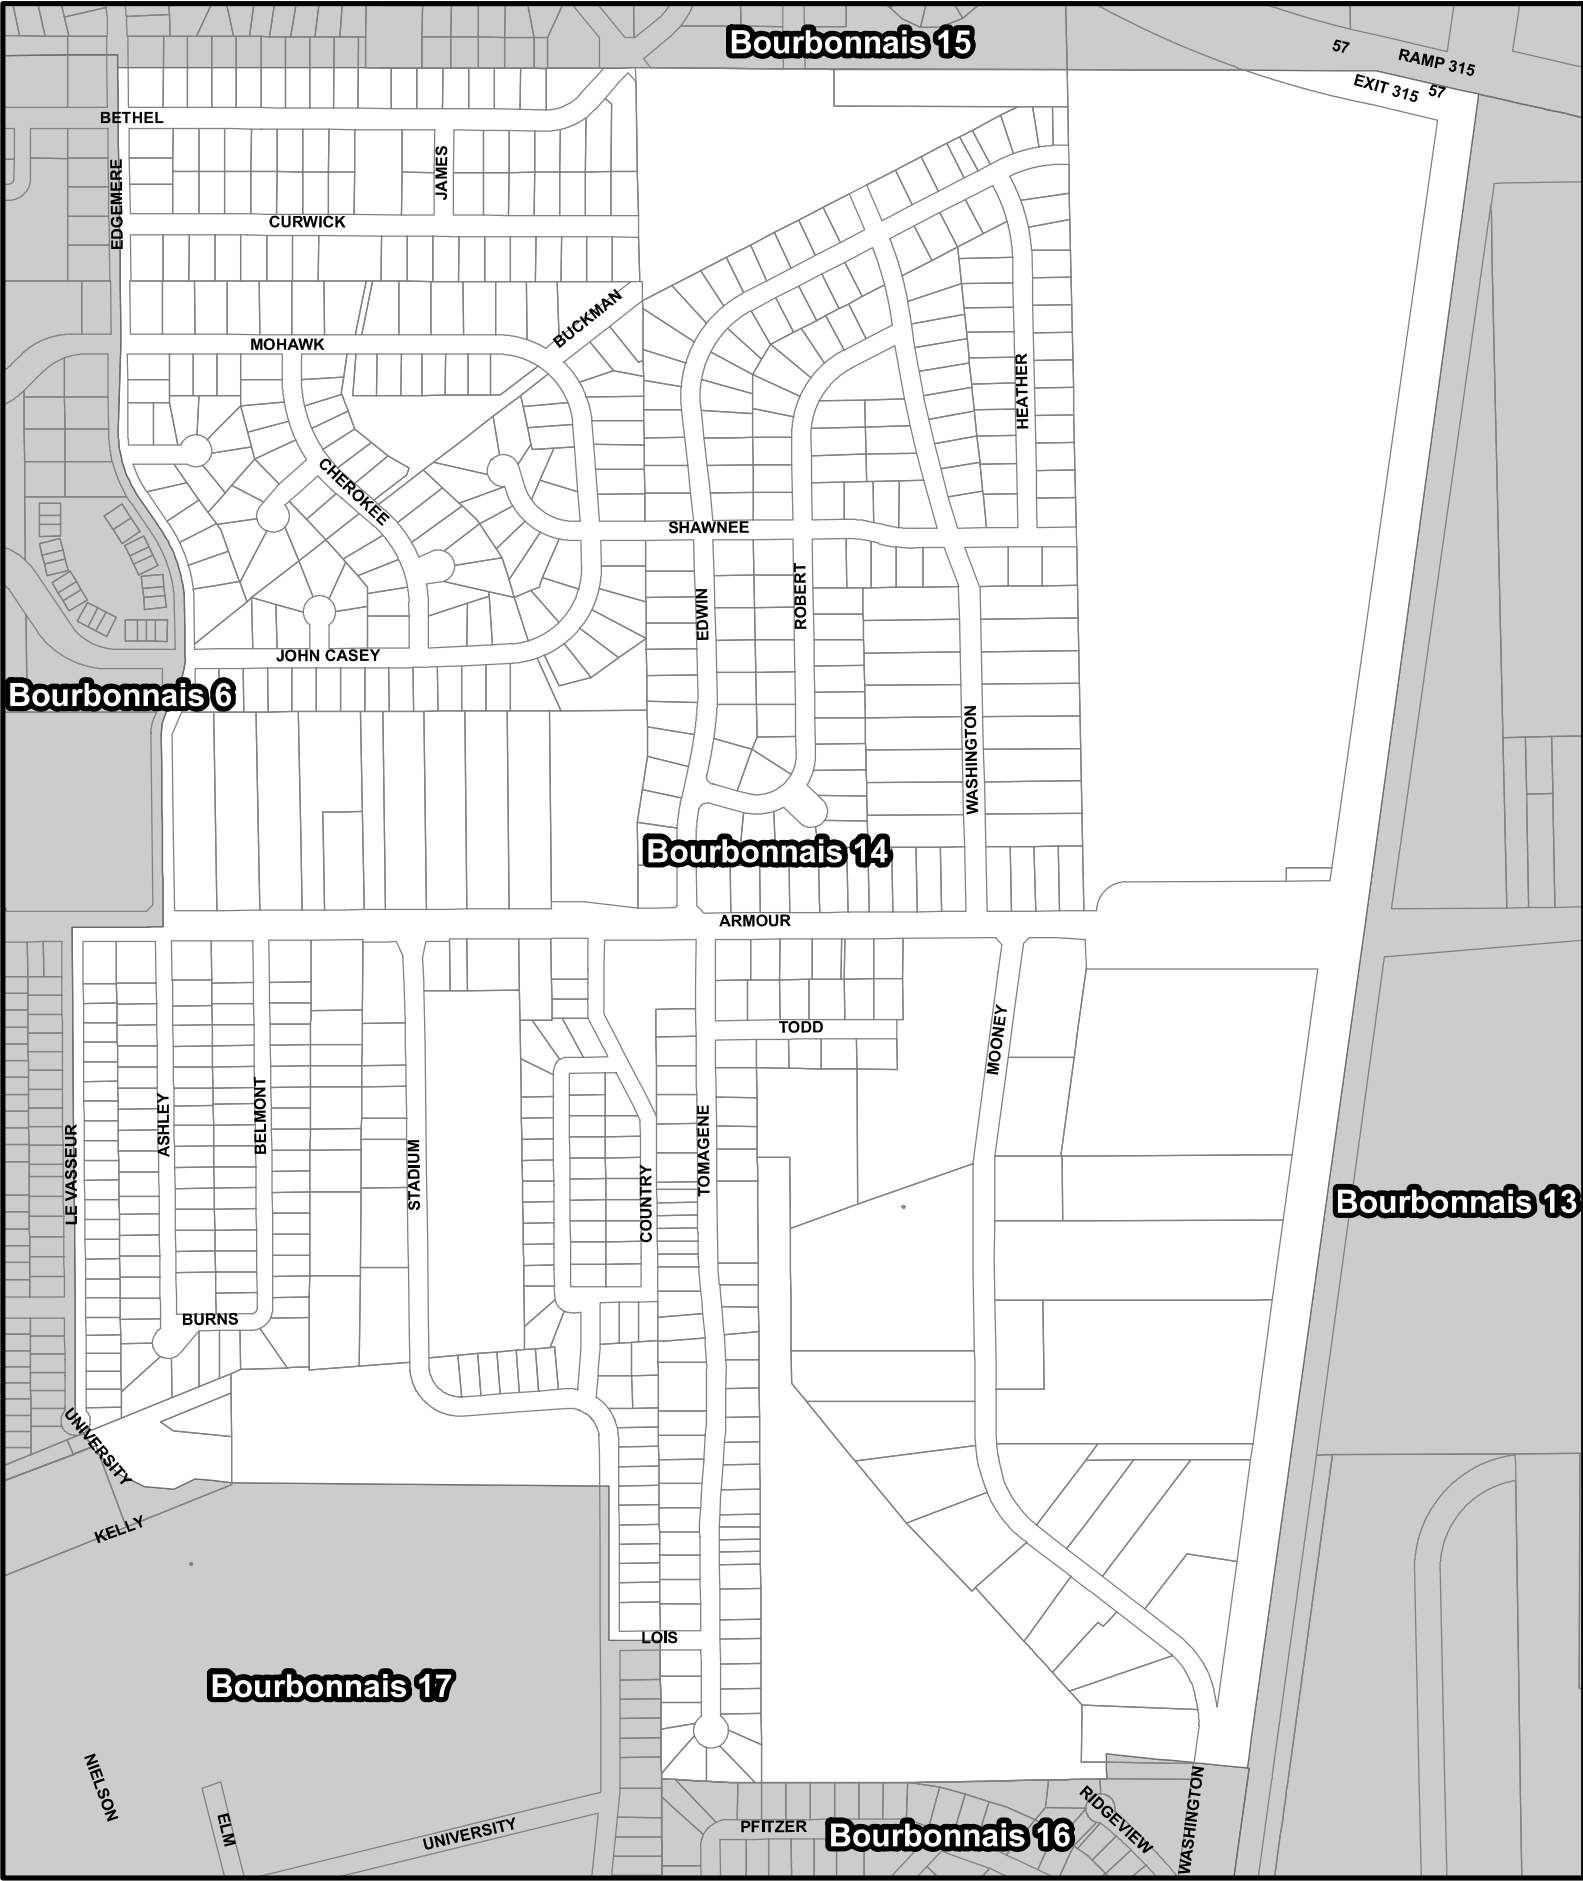 Bourbonnais 15
57
RAMP 315
EXIT 315
57
BETHEL
JAMES
EDGEMERE
CURWICK
BUCKMAN
MOHAWK
HEATHER
CHEROKEE
SHAWNEE
EDWIN
ROBERT
JOHN CASEY
Bourbonnais 6
WASHINGTON
Bourbonnais 14
ARMOUR
TODD
MOONEY
ASHLEY
BELMONT
LE VASSEUR
STADIUM
COUNTRY
TOMAGENE
Bourbonnais 13
BURNS
UNIVERSITY
KELLY
LOIS
Bourbonnais 17
NIELSON
ELM
UNIVERSITY
PFITZER
Bourbonnais 16
RIDGEVIEW
WASHINGTON